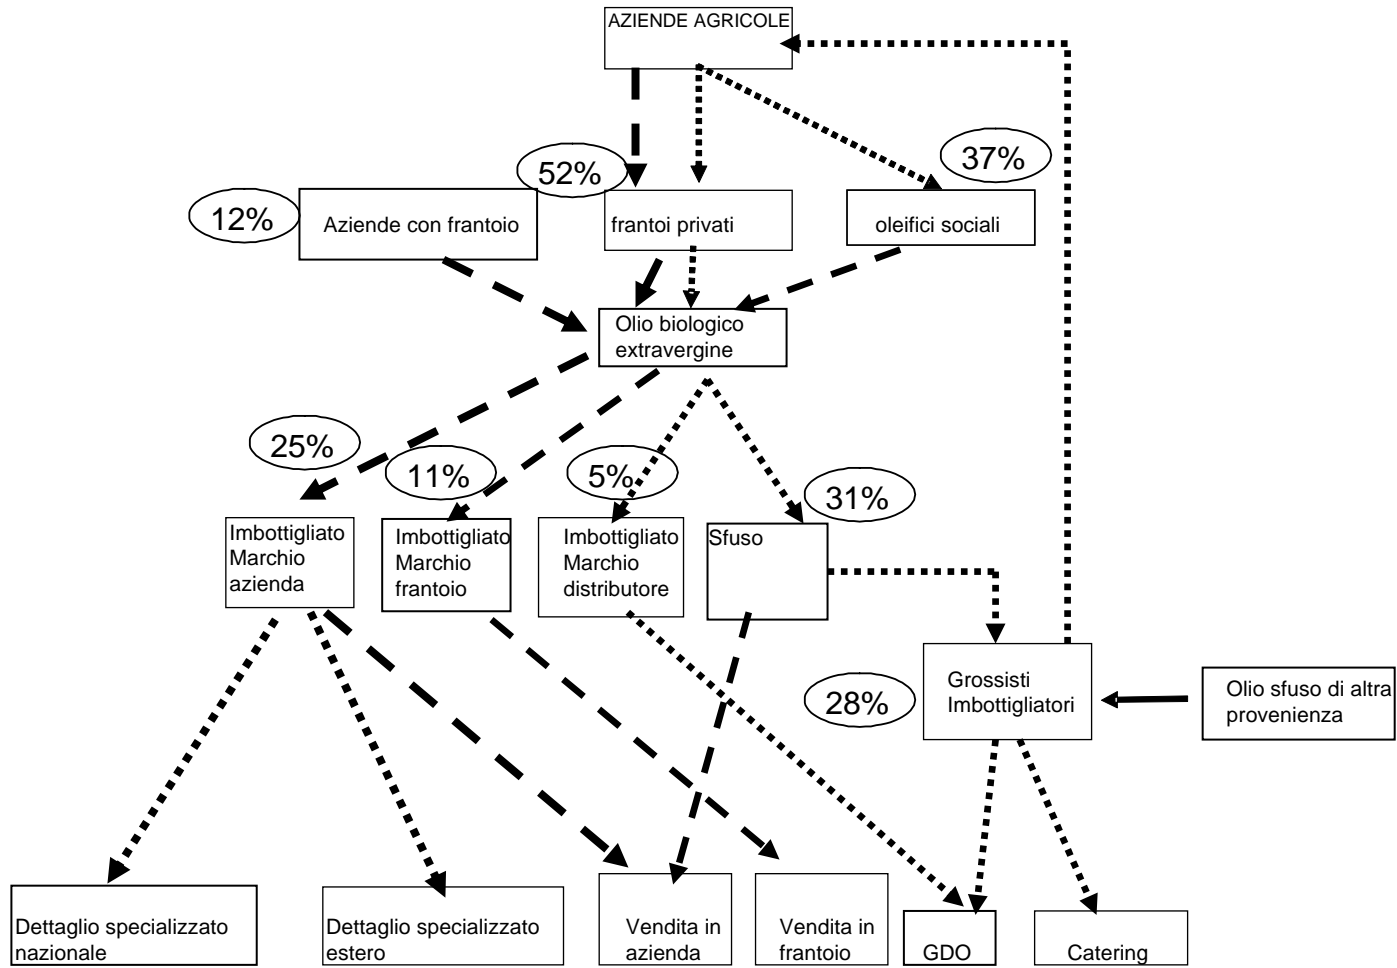 AZIENDE AGRICOLE
37%
52%
12%
Aziende con frantoio
frantoi privati
oleifici sociali
Olio biologico
extravergine
25%
11%
5%
31%
Imbottigliato
Marchio
azienda
Imbottigliato
Marchio
frantoio
Imbottigliato
Marchio
distributore
Sfuso
28%
Grossisti
Imbottigliatori
Olio sfuso di altra
provenienza
Dettaglio specializzato
nazionale
Dettaglio specializzato
estero
Vendita in
azienda
Vendita in
frantoio
GDO
Catering